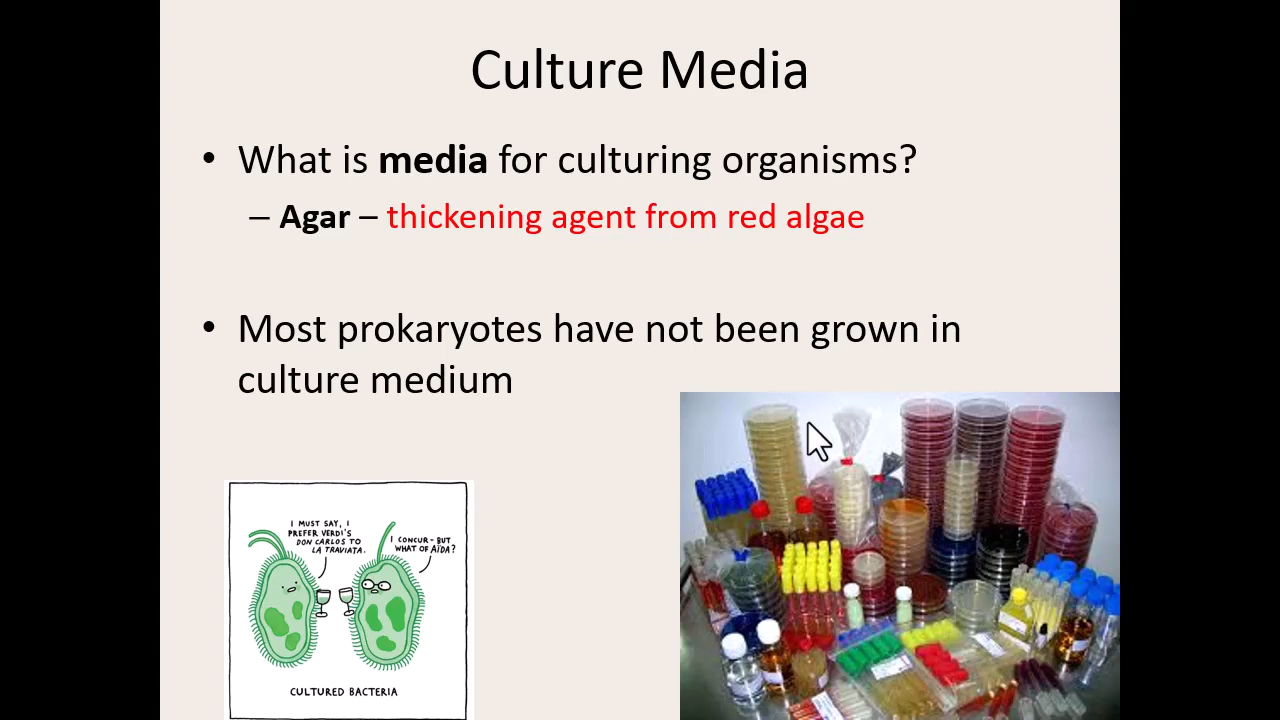 Culture Media
• What is media for culturing organisms?
– Agar – thickening agent from red algae
• Most prokaryotes have not been grown in
culture medium
I MUST SAY, I
PREFER VERDI'S
DON CARLOS TO
LA TRAVIATA.
I CONCUR - BUT
WHAT OF AÏDA?
CULTURED BACTERIA